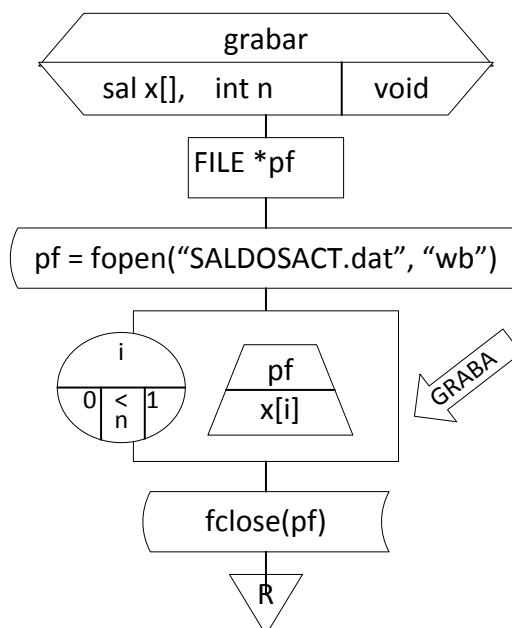 grabar
sal x[], int n void
FILE *pf
pf = fopen(“SALDOSACT.dat”, “wb”)
i
0 < 1
n
pf
x[i]
GRABA
fclose(pf)
R